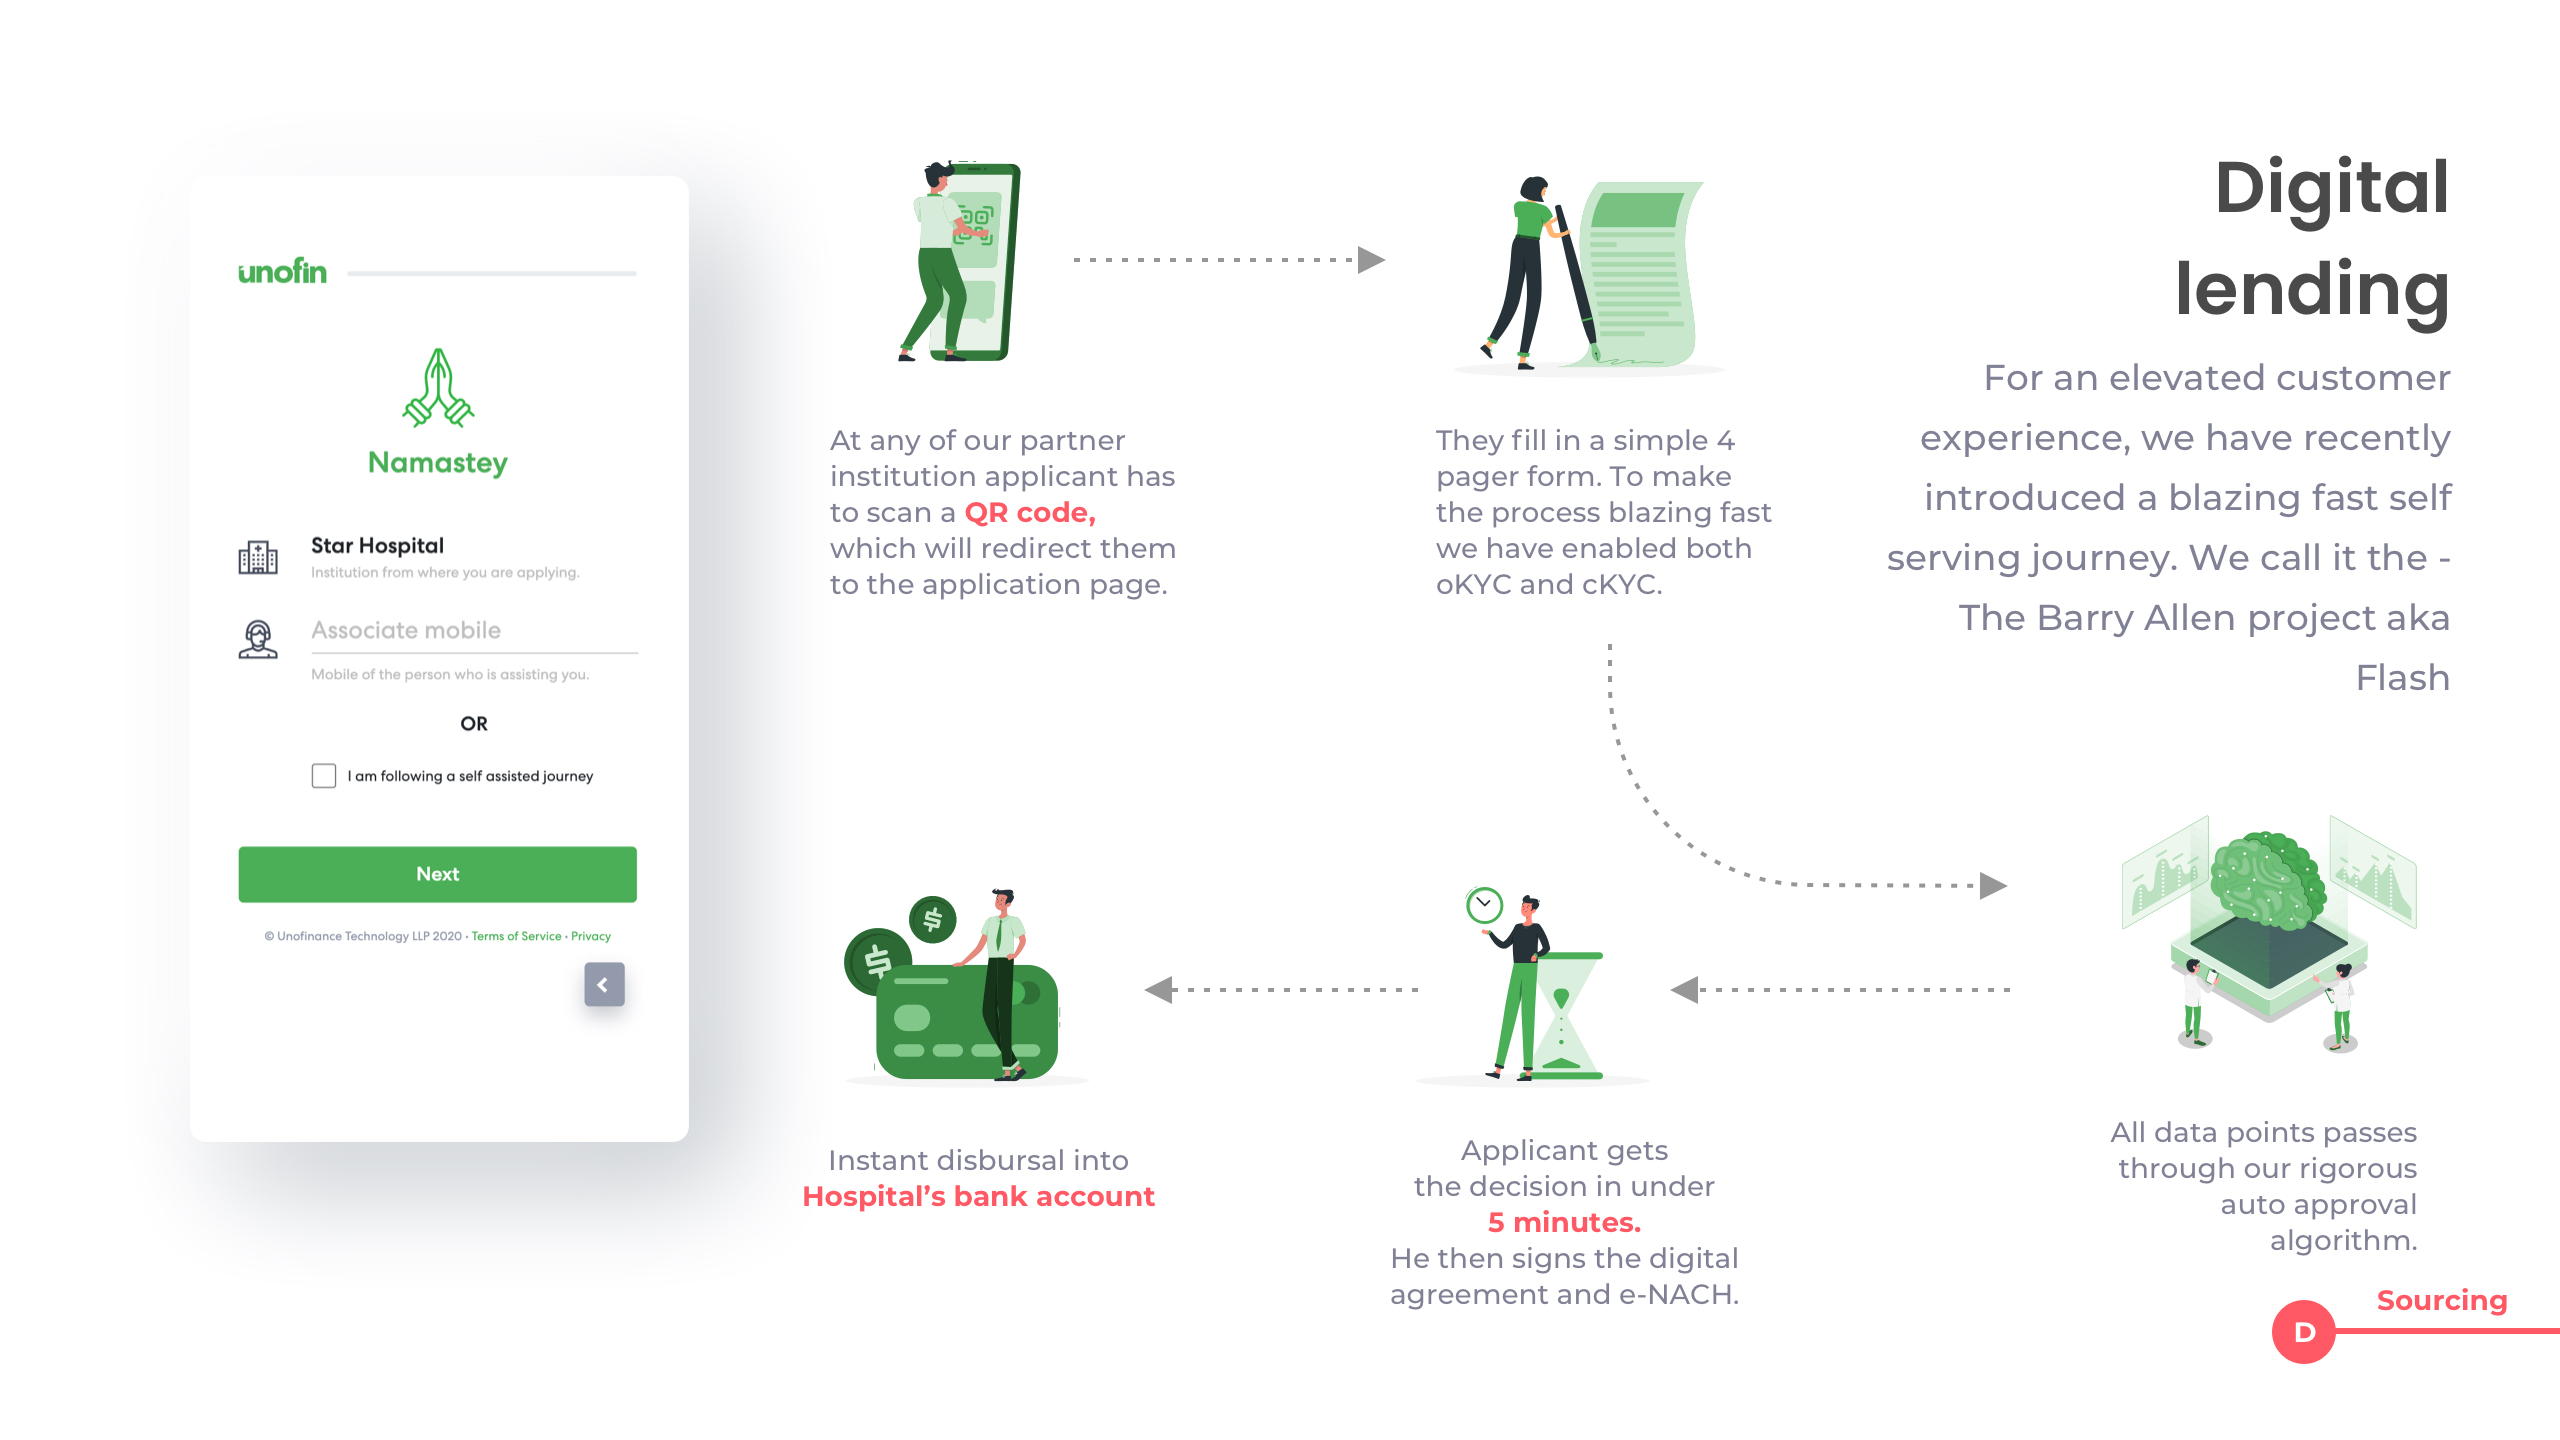 unofin
Namastey
Star Hospital
Institution from where you are applying.
Associate mobile
Mobile of the person who is assisting you.
OR
I am following a self assisted journey
Next
© Unofinance Technology LLP 2020 • Terms of Service • Privacy
At any of our partner
institution applicant has
to scan a QR code,
which will redirect them
to the application page.
They fill in a simple 4
pager form. To make
the process blazing fast
we have enabled both
oKYC and cKYC.
Digital
lending
For an elevated customer
experience, we have recently
introduced a blazing fast self
serving journey. We call it the -
The Barry Allen project aka
Flash
All data points passes
through our rigorous
auto approval
algorithm.
Applicant gets
the decision in under
5 minutes.
He then signs the digital
agreement and e-NACH.
Instant disbursal into
Hospital’s bank account
Sourcing
D